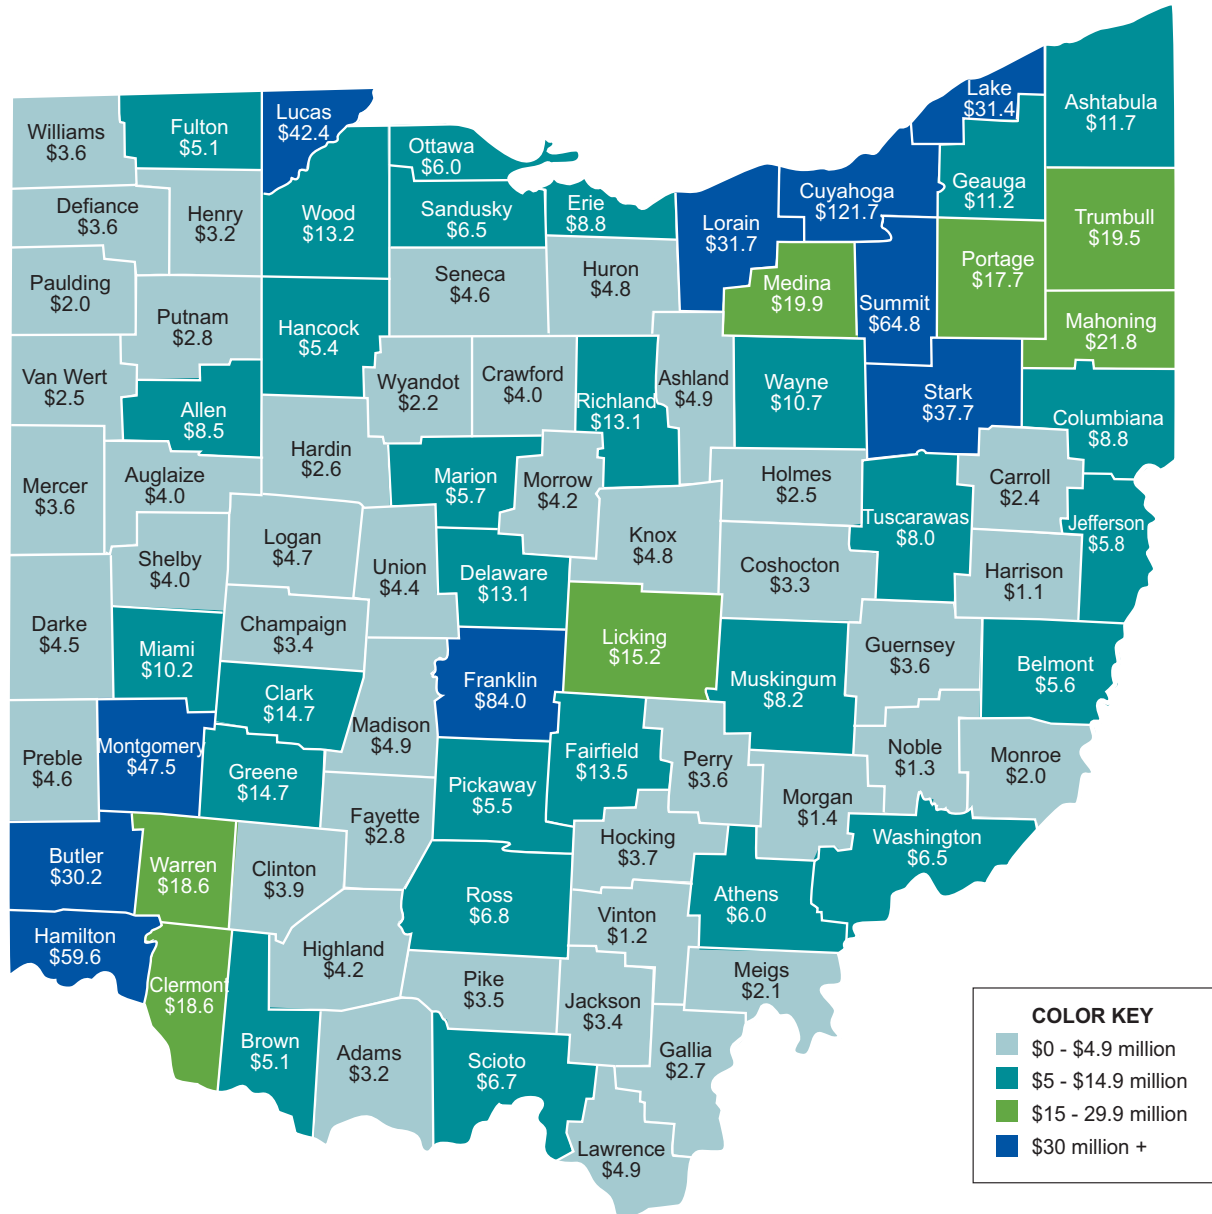 Lake
$31.4
Ashtabula
$11.7
Lucas
$42.4
Williams
$3.6
Fulton
$5.1
Ottawa
$6.0
Geauga
$11.2
Cuyahoga
$121.7
Defiance
$3.6
Henry
$3.2
Wood
$13.2
Sandusky
$6.5
Erie
$8.8
Lorain
$31.7
Trumbull
$19.5
Portage
$17.7
Paulding
$2.0
Seneca
$4.6
Huron
$4.8
Medina
$19.9
Summit
$64.8
Putnam
$2.8
Hancock
$5.4
Mahoning
$21.8
Van Wert
$2.5
Wyandot
$2.2
Crawford
$4.0
Richland
$13.1
Ashland
$4.9
Wayne
$10.7
Stark
$37.7
Allen
$8.5
Columbiana
$8.8
Hardin
$2.6
Mercer
$3.6
Auglaize
$4.0
Marion
$5.7
Morrow
$4.2
Holmes
$2.5
Carroll
$2.4
Tuscarawas
$8.0
Jefferson
$5.8
Shelby
$4.0
Logan
$4.7
Union
$4.4
Knox
$4.8
Delaware
$13.1
Coshocton
$3.3
Harrison
$1.1
Darke
$4.5
Champaign
$3.4
Licking
$15.2
Guernsey
$3.6
Miami
$10.2
Belmont
$5.6
Clark
$14.7
Franklin
$84.0
Muskingum
$8.2
Madison
$4.9
Preble
$4.6
Montgomery
$47.5
Greene
$14.7
Fairfield
$13.5
Perry
$3.6
Noble
$1.3
Monroe
$2.0
Pickaway
$5.5
Morgan
$1.4
Fayette
$2.8
Hocking
$3.7
Washington
$6.5
Butler
$30.2
Warren
$18.6
Clinton
$3.9
Ross
$6.8
Athens
$6.0
Vinton
$1.2
Hamilton
$59.6
Highland
$4.2
Clermont
$18.6
Pike
$3.5
Jackson
$3.4
Meigs
$2.1
Brown
$5.1
Adams
$3.2
Scioto
$6.7
Gallia
$2.7
Lawrence
$4.9
COLOR KEY
$0 - $4.9 million
$5 - $14.9 million
$15 - 29.9 million
$30 million +